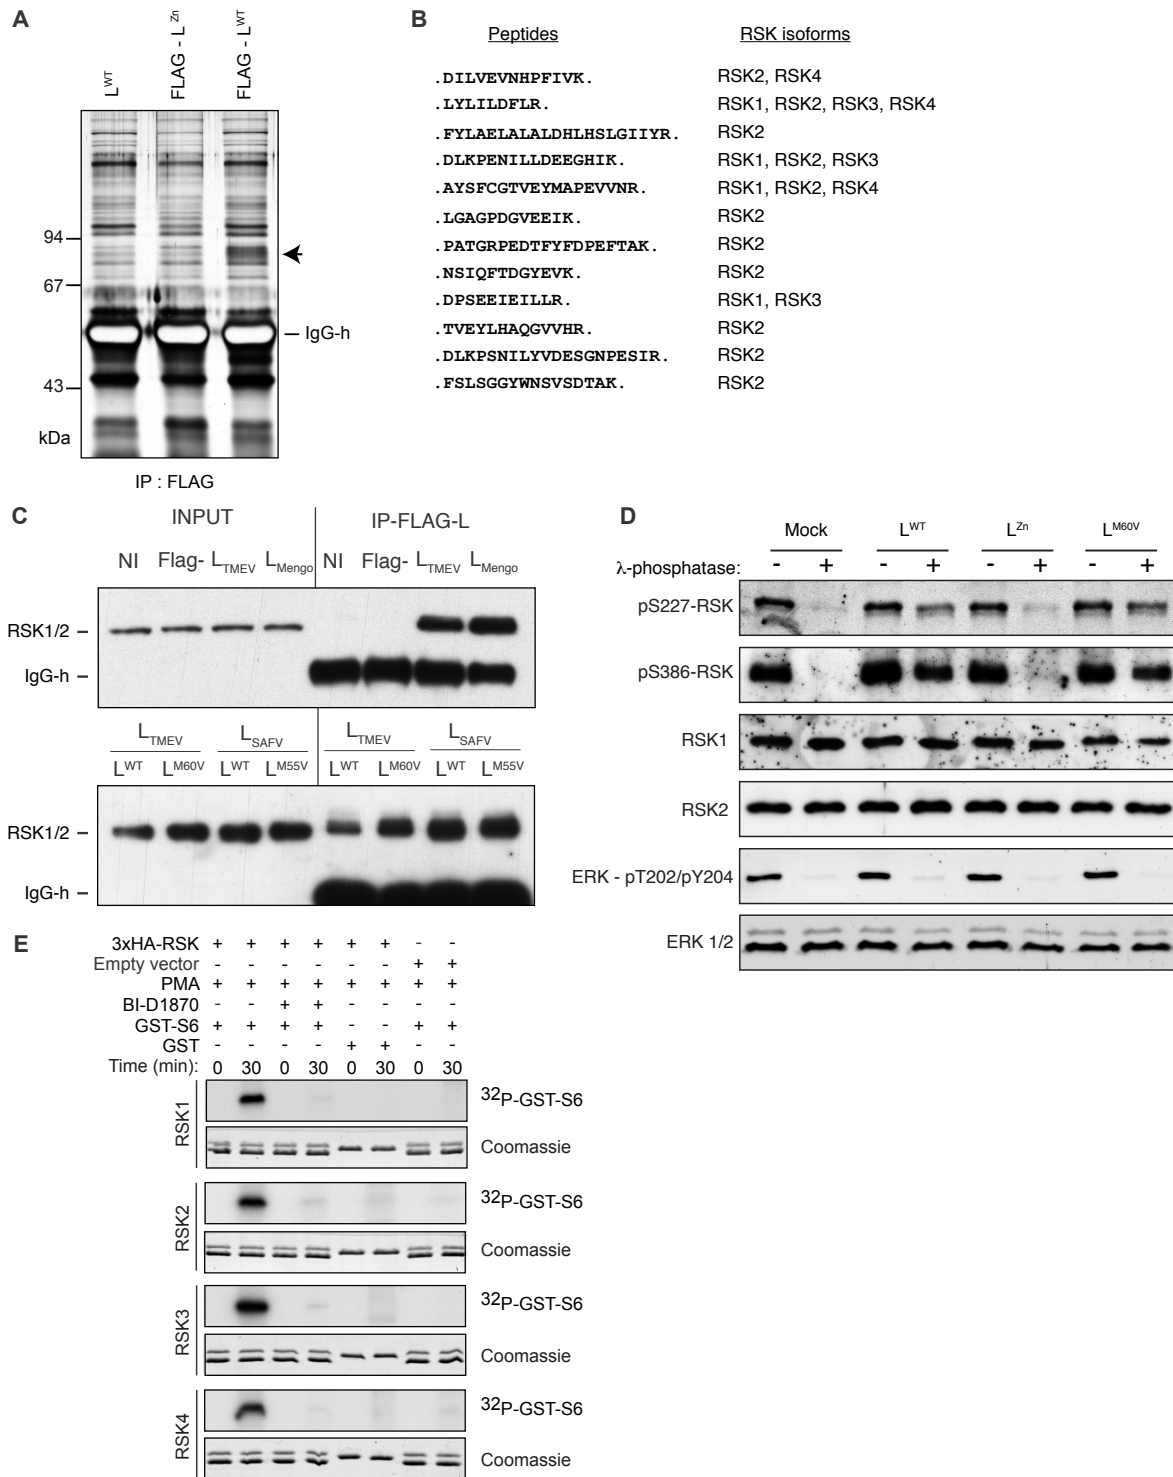 A
L^WT
FLAG - L^Zn
FLAG - L^WT
94
67
IgG-h
43
kDa
IP : FLAG
B
Peptides RSK isoforms
.DILVEVNHPFIVK. RSK2, RSK4
.LYLILDFLR. RSK1, RSK2, RSK3, RSK4
.FYLAELALALDHLHSLGIIYR. RSK2
.DLKPENILLDEEGHIK. RSK1, RSK2, RSK3
.AYSFCGTVEYMAPEVVNR. RSK1, RSK2, RSK4
.LGAGPDGVEEIK. RSK2
.PATGRPEDTFYFDPEFTAK. RSK2
.NSIQFTDGYEVK. RSK2
.DPSEEIEILLR. RSK1, RSK3
.TVEYLHAQGVVHR. RSK2
.DLKPSNILYVDESGNPESIR. RSK2
.FSLSGGYWNSVSDTAK. RSK2
C
INPUT IP-FLAG-L
NI Flag- L_TMEV L_Mengo NI Flag- L_TMEV L_Mengo
RSK1/2
IgG-h
L_TMEV L_SAFV L_TMEV L_SAFV
L^WT L^M60V L^WT L^M55V L^WT L^M60V L^WT L^M55V
RSK1/2
IgG-h
D
Mock L^WT L^Zn L^M60V
λ-phosphatase: - + - + - + - +
pS227-RSK
pS386-RSK
RSK1
RSK2
ERK - pT202/pY204
ERK 1/2
E
3xHA-RSK + + + + + + - -
Empty vector - - - - - - + +
PMA + + + + + + + +
BI-D1870 - - + + - - - -
GST-S6 + + + + - - + +
GST - - - - + + - -
Time (min): 0 30 0 30 0 30 0 30
RSK1
32P-GST-S6
Coomassie
RSK2
32P-GST-S6
Coomassie
RSK3
32P-GST-S6
Coomassie
RSK4
32P-GST-S6
Coomassie